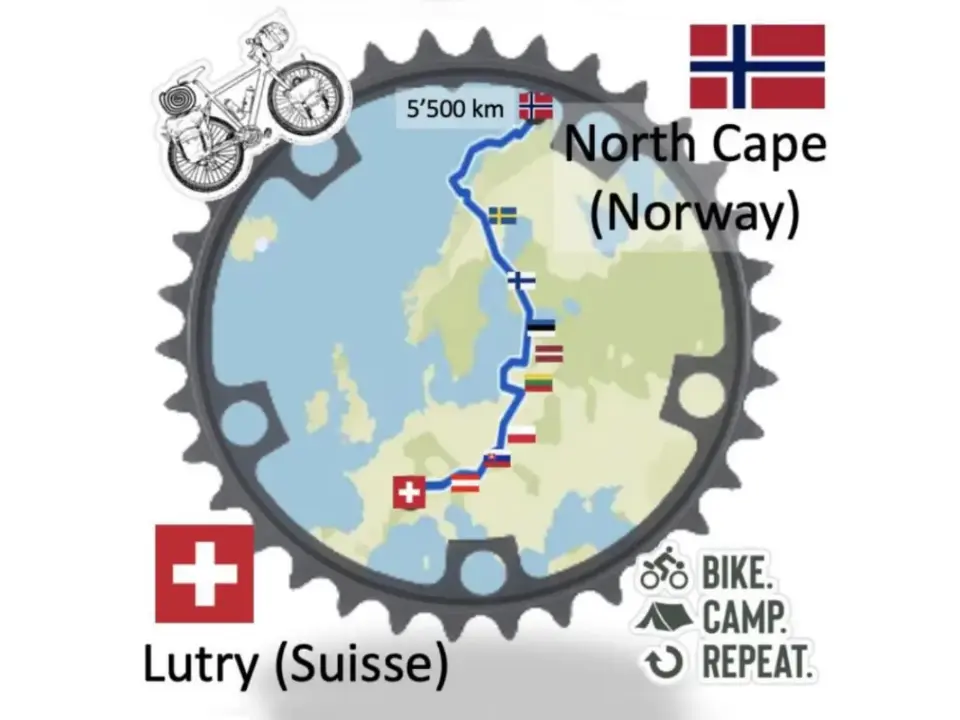 5’500 km
North Cape
(Norway)
Lutry (Suisse)
BIKE.
CAMP.
REPEAT.